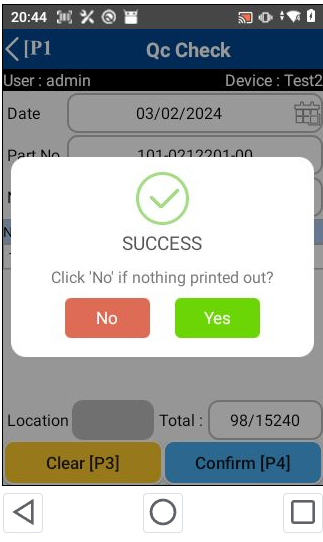 20:44
[P1 Qc Check
User : admin Device : Test2
Date 03/02/2024
Part No 101-0212201-00
SUCCESS
Click 'No' if nothing printed out?
No Yes
Location Total : 98/15240
Clear [P3] Confirm [P4]